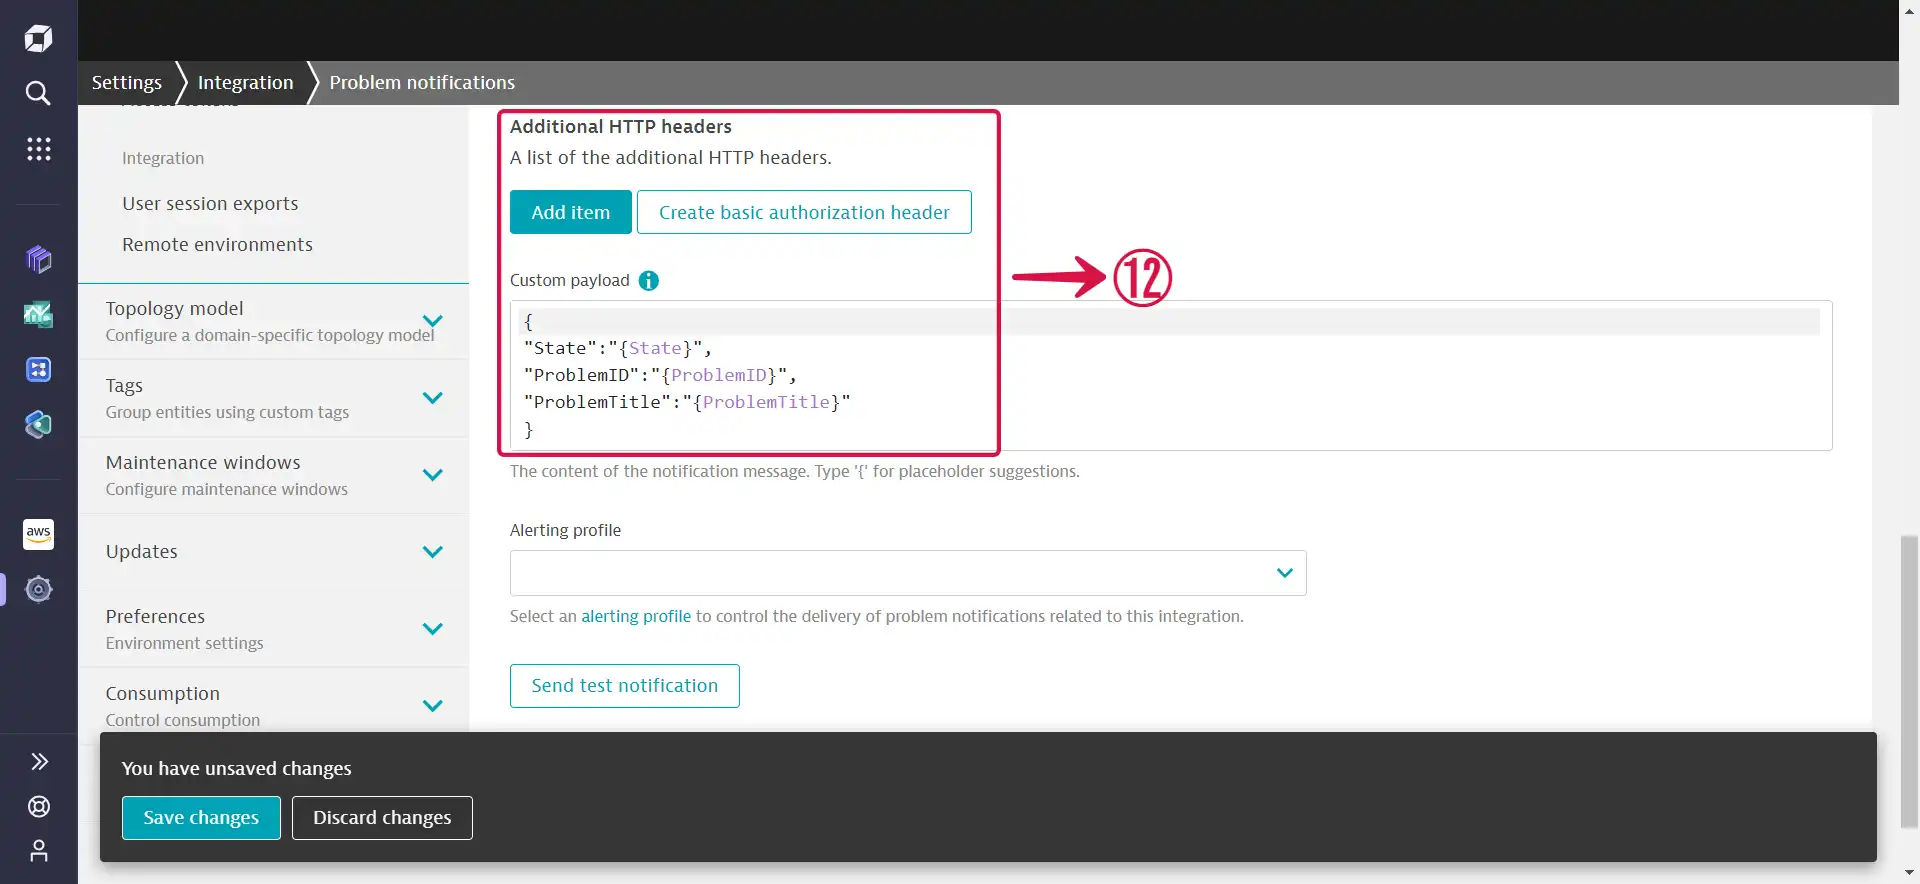 Settings
Integration
Problem notifications
Integration
User session exports
Remote environments
Topology model
Configure a domain-specific topology model
Tags
Group entities using custom tags
Maintenance windows
Configure maintenance windows
Updates
Preferences
Environment settings
Consumption
Control consumption
aws
Additional HTTP headers
A list of the additional HTTP headers.
Add item
Create basic authorization header
Custom payload
{
"State":"{State}",
"ProblemID":"{ProblemID}",
"ProblemTitle":"{ProblemTitle}"
}
12
The content of the notification message. Type '{' for placeholder suggestions.
Alerting profile
Select an alerting profile to control the delivery of problem notifications related to this integration.
Send test notification
You have unsaved changes
Save changes
Discard changes